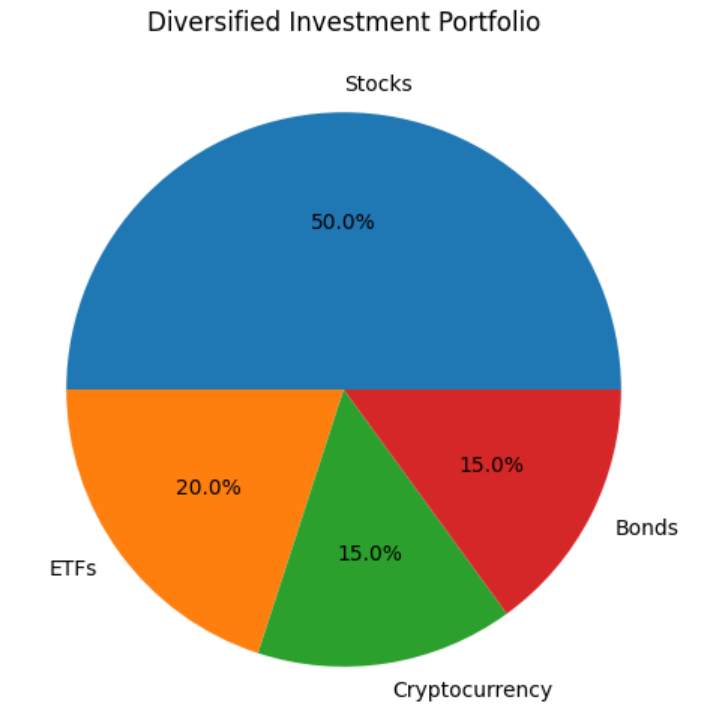 Diversified Investment Portfolio
Stocks
50.0%
20.0%
15.0%
15.0%
ETFs
Bonds
Cryptocurrency